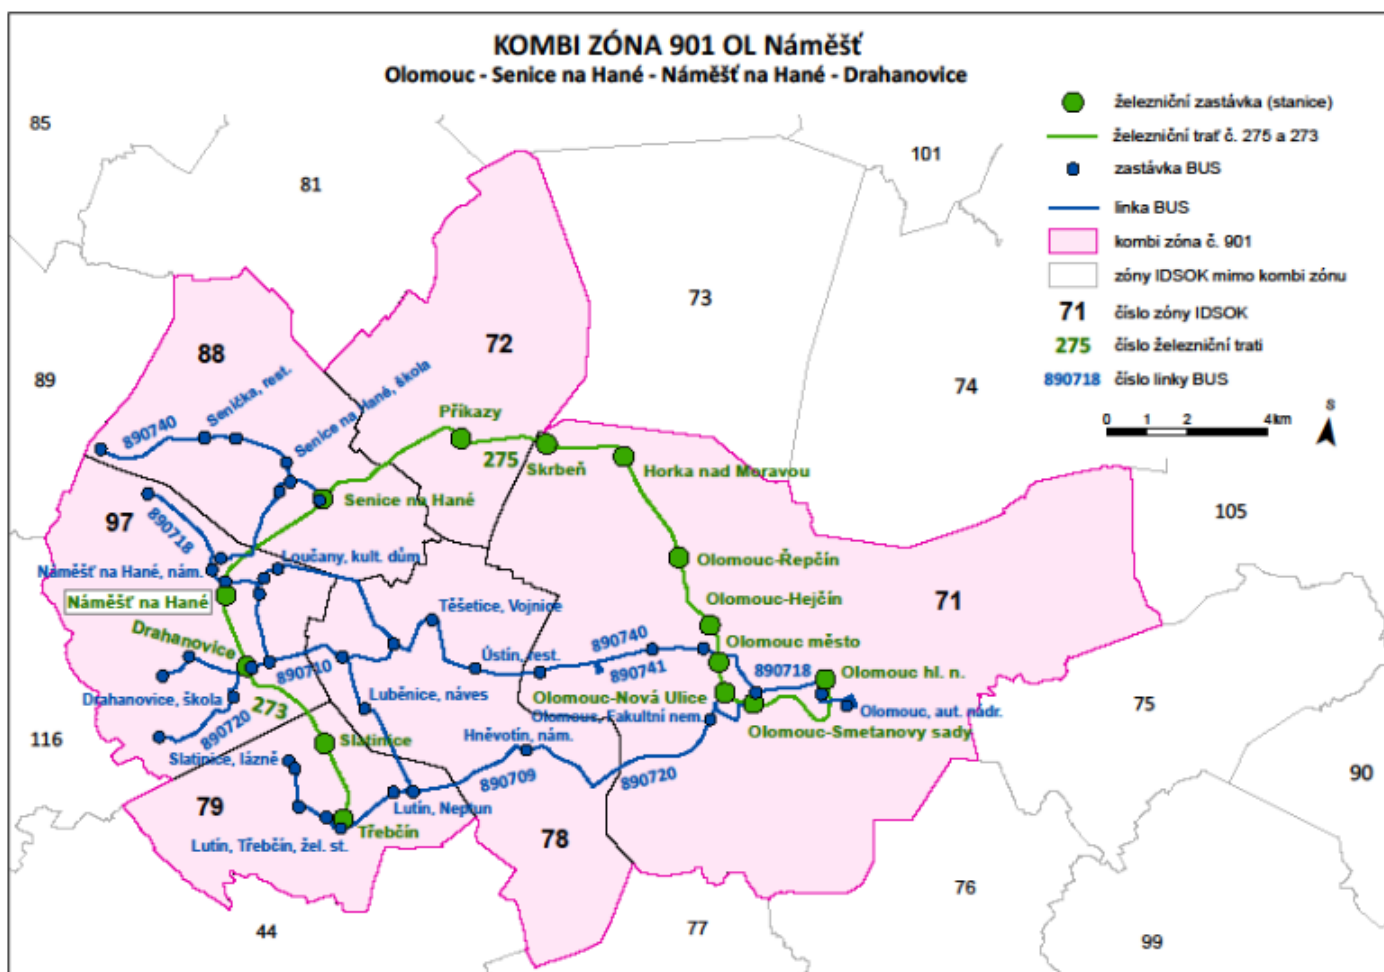 KOMBI ZÓNA 901 OL Náměšť
Olomouc - Senice na Hané - Náměšť na Hané - Drahanovice
železniční zastávka (stanice)
železniční trať č. 275 a 273
zastávka BUS
linka BUS
kombi zóna č. 901
zóny IDSOK mimo kombi zónu
71 číslo zóny IDSOK
275 číslo železniční trati
890718 číslo linky BUS
0 1 2 4 km
S
85
81
101
73
74
89
88
72
Senička, rest.
Senice na Hané, škola
890740
Příkazy
275
Skrbeň
Horka nad Moravou
Senice na Hané
105
97
890718
Loučany, kult. dům
Náměšť na Hané, nám.
Náměšť na Hané
Olomouc-Řepčín
Olomouc-Hejčín
71
Těšetice, Vojnice
Drahanovice
890740
Olomouc město
890710
Ústín, rest.
890741
890718
Olomouc hl. n.
Drahanovice, škola
Luběnice, náves
Olomouc-Nová Ulice
75
273
Olomouc, Fakultní nem.
Olomouc, aut. nádr.
890720
Hněvotín, nám.
Olomouc-Smetanovy sady
116
Slatinice
Slatinice, lázně
890709
890720
90
79
Lutín, Neptun
Třebčín
78
Lutín, Třebčín, žel. st.
76
44
77
99